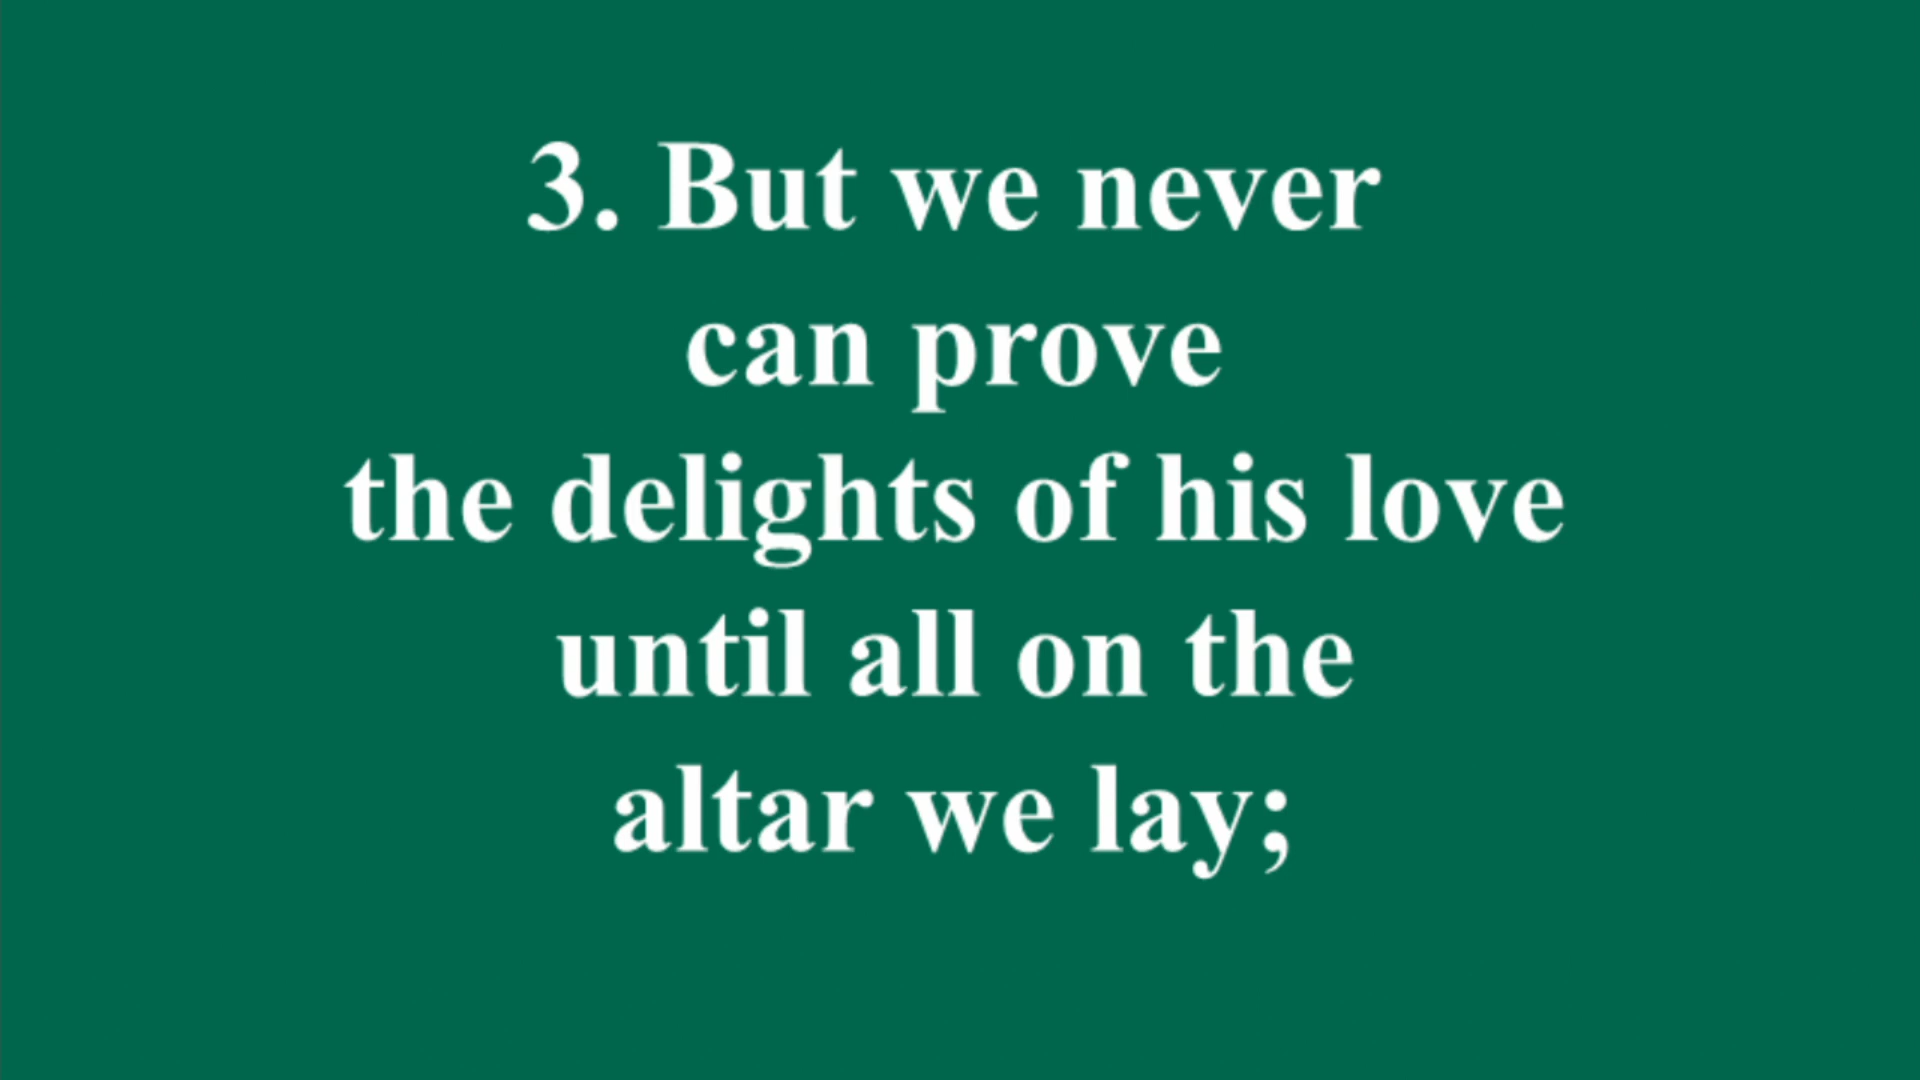 3. But we never
can prove
the delights of his love
until all on the
altar we lay;